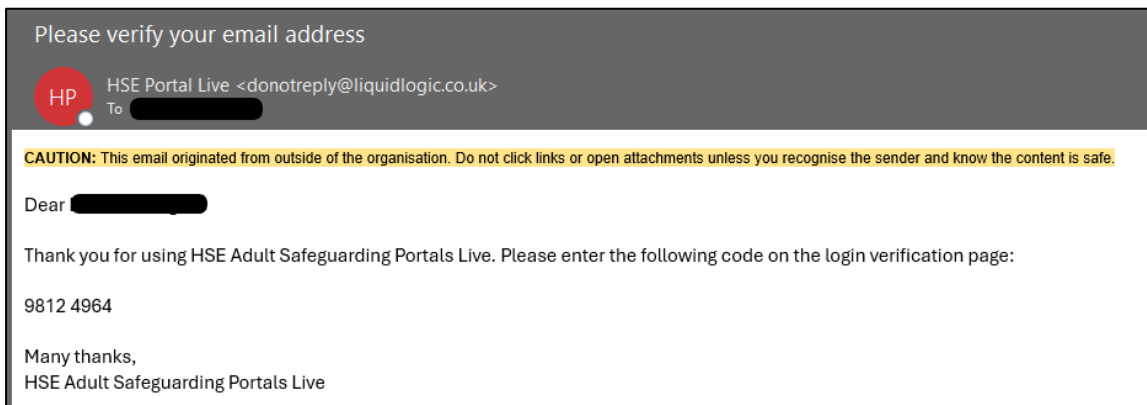 Please verify your email address
HP
HSE Portal Live <donotreply@liquidlogic.co.uk>
To
CAUTION: This email originated from outside of the organisation. Do not click links or open attachments unless you recognise the sender and know the content is safe.
Dear
Thank you for using HSE Adult Safeguarding Portals Live. Please enter the following code on the login verification page:
9812 4964
Many thanks,
HSE Adult Safeguarding Portals Live